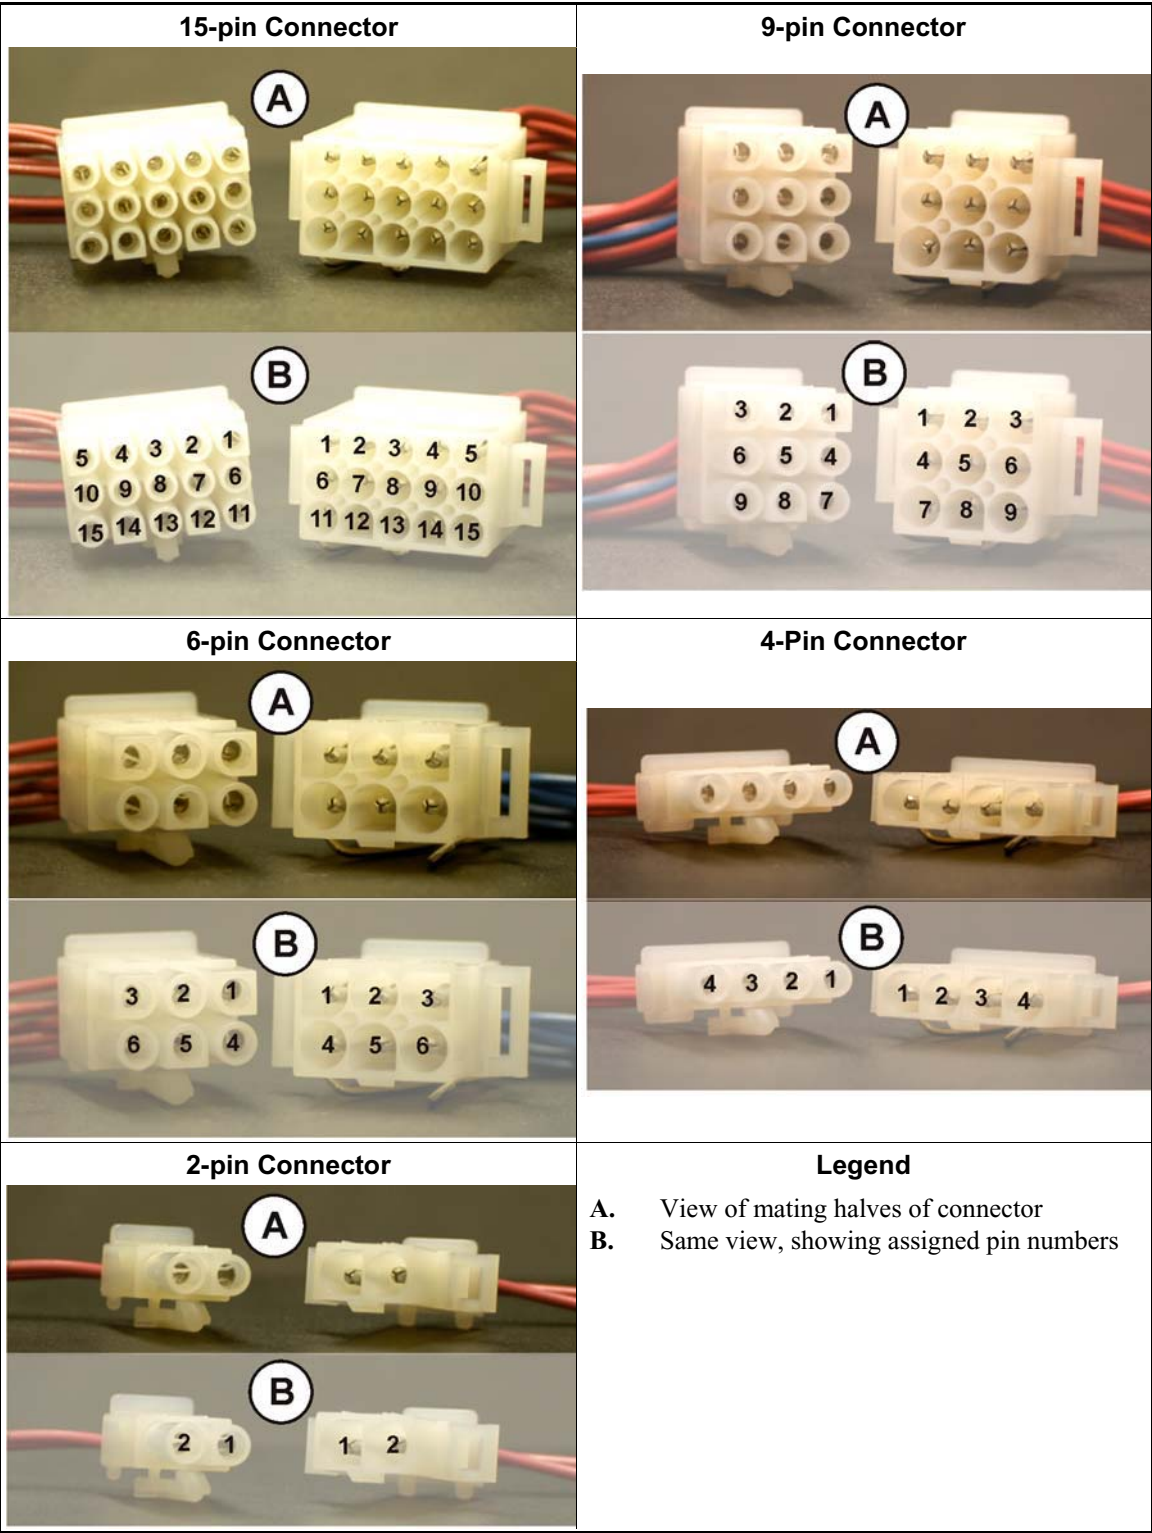 15-pin Connector
A
B
5 4 3 2 1
10 9 8 7 6
15 14 13 12 11
1 2 3 4 5
6 7 8 9 10
11 12 13 14 15
9-pin Connector
A
B
3 2 1
6 5 4
9 8 7
1 2 3
4 5 6
7 8 9
6-pin Connector
A
B
3 2 1
6 5 4
1 2 3
4 5 6
4-Pin Connector
A
B
4 3 2 1
1 2 3 4
2-pin Connector
A
B
2 1
1 2
Legend
A. View of mating halves of connector
B. Same view, showing assigned pin numbers